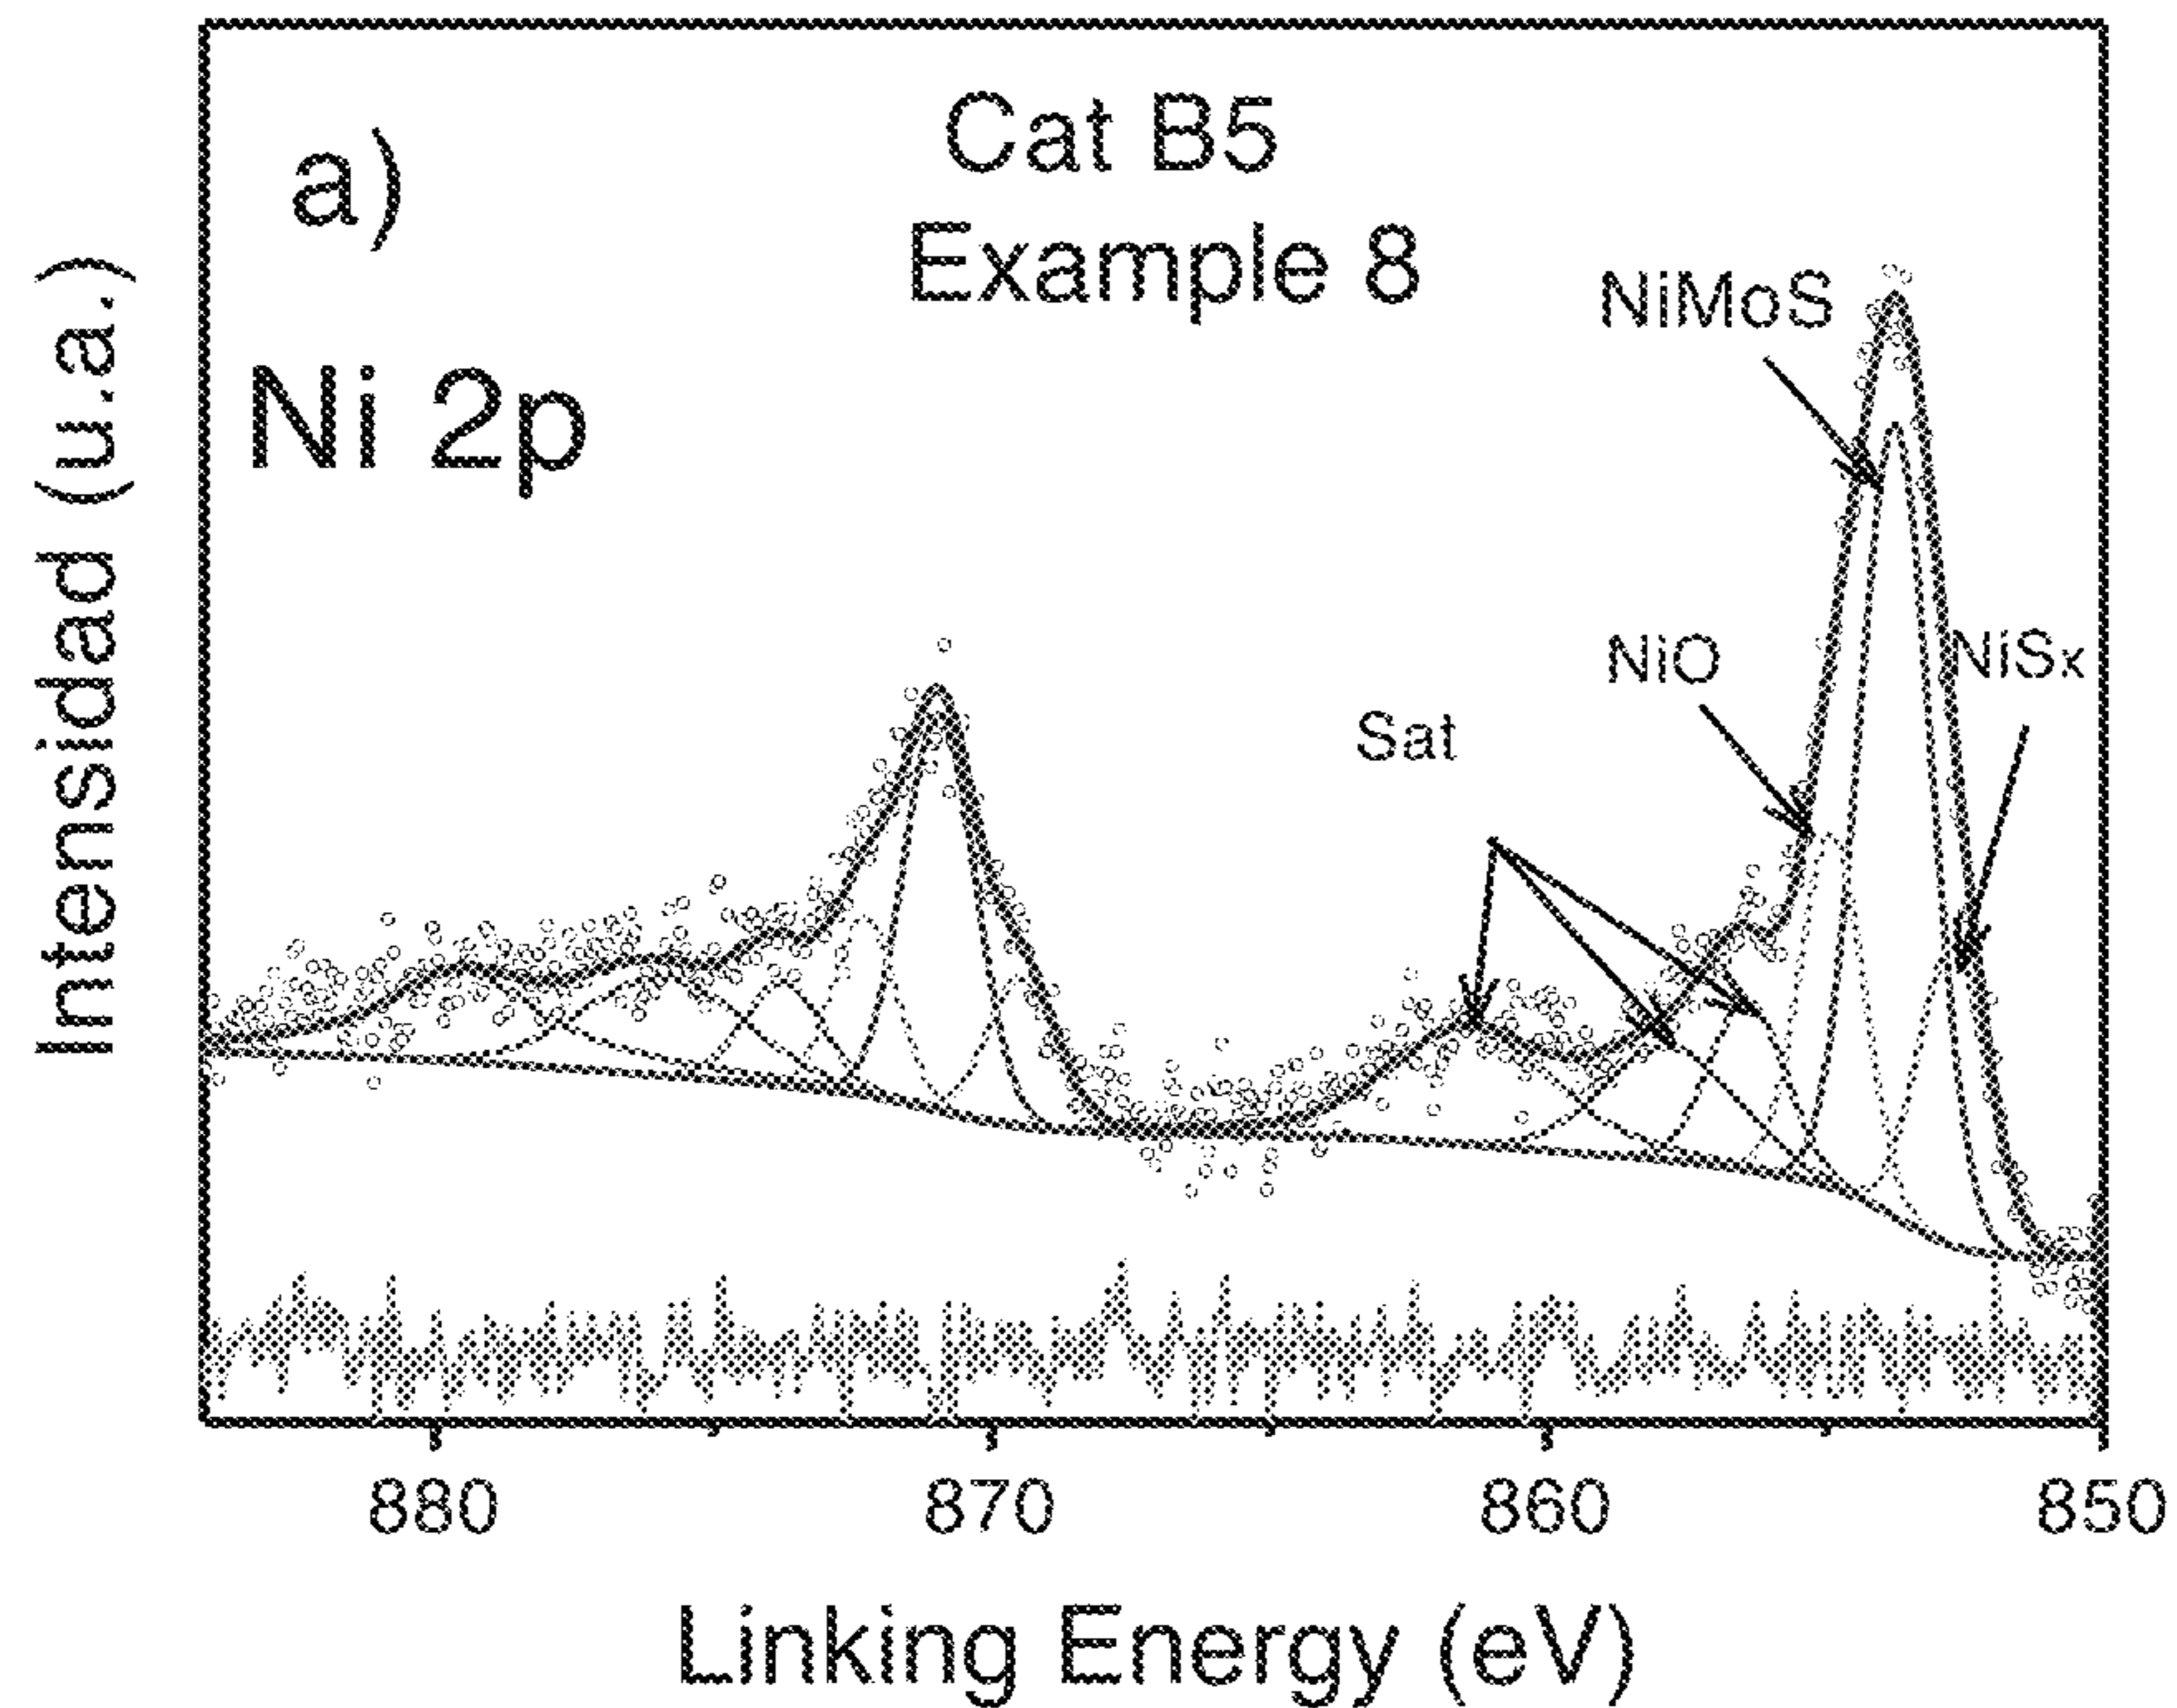 Cat B5
a)
Example 8
NiMoS
Ni 2p
NiO
NiSx
Sat
Intensidad (u.a.)
880 870 860 850
Linking Energy (eV)